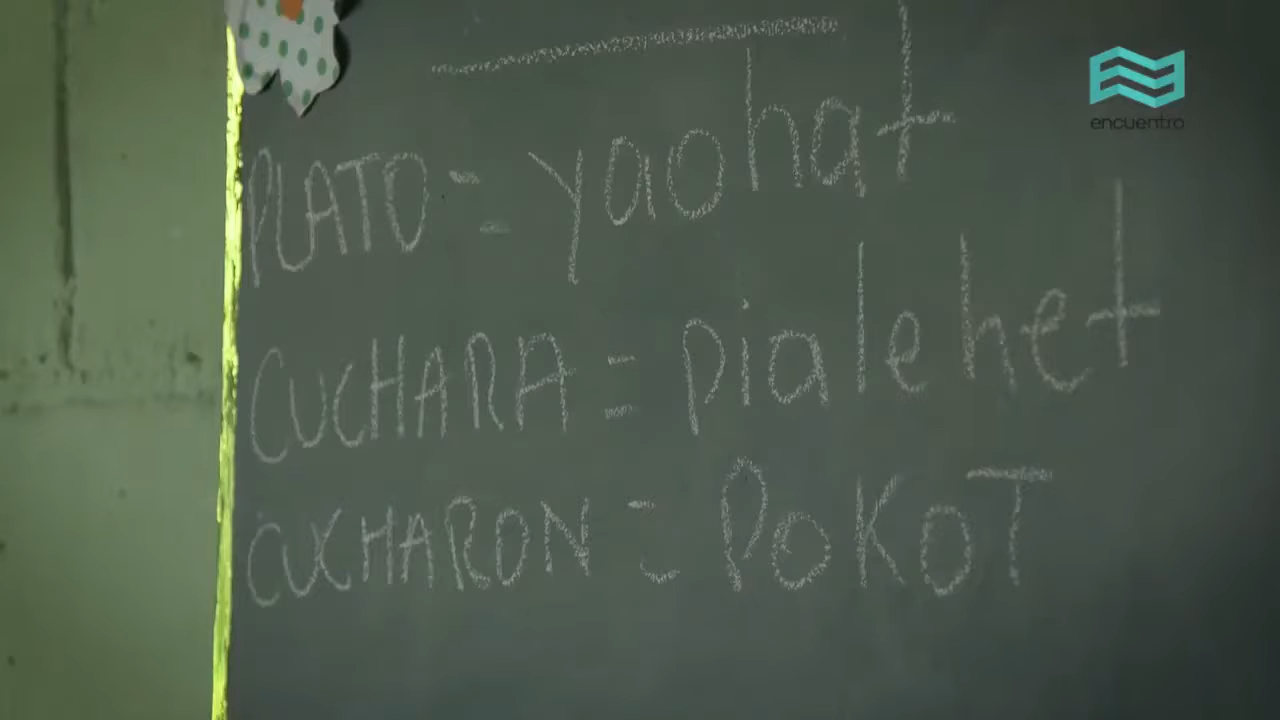 encuentro
PLATO = yaohat
CUCHARA = pialehet
CUCHARON = POKOT